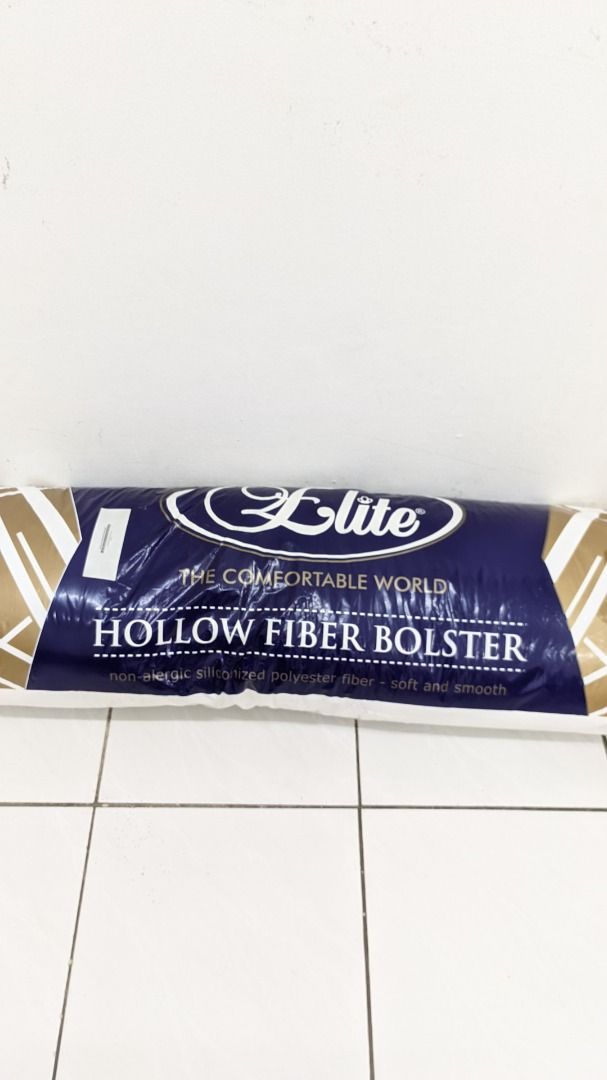 Elite®
THE COMFORTABLE WORLD
HOLLOW FIBER BOLSTER
non-alergic siliconized polyester fiber - soft and smooth